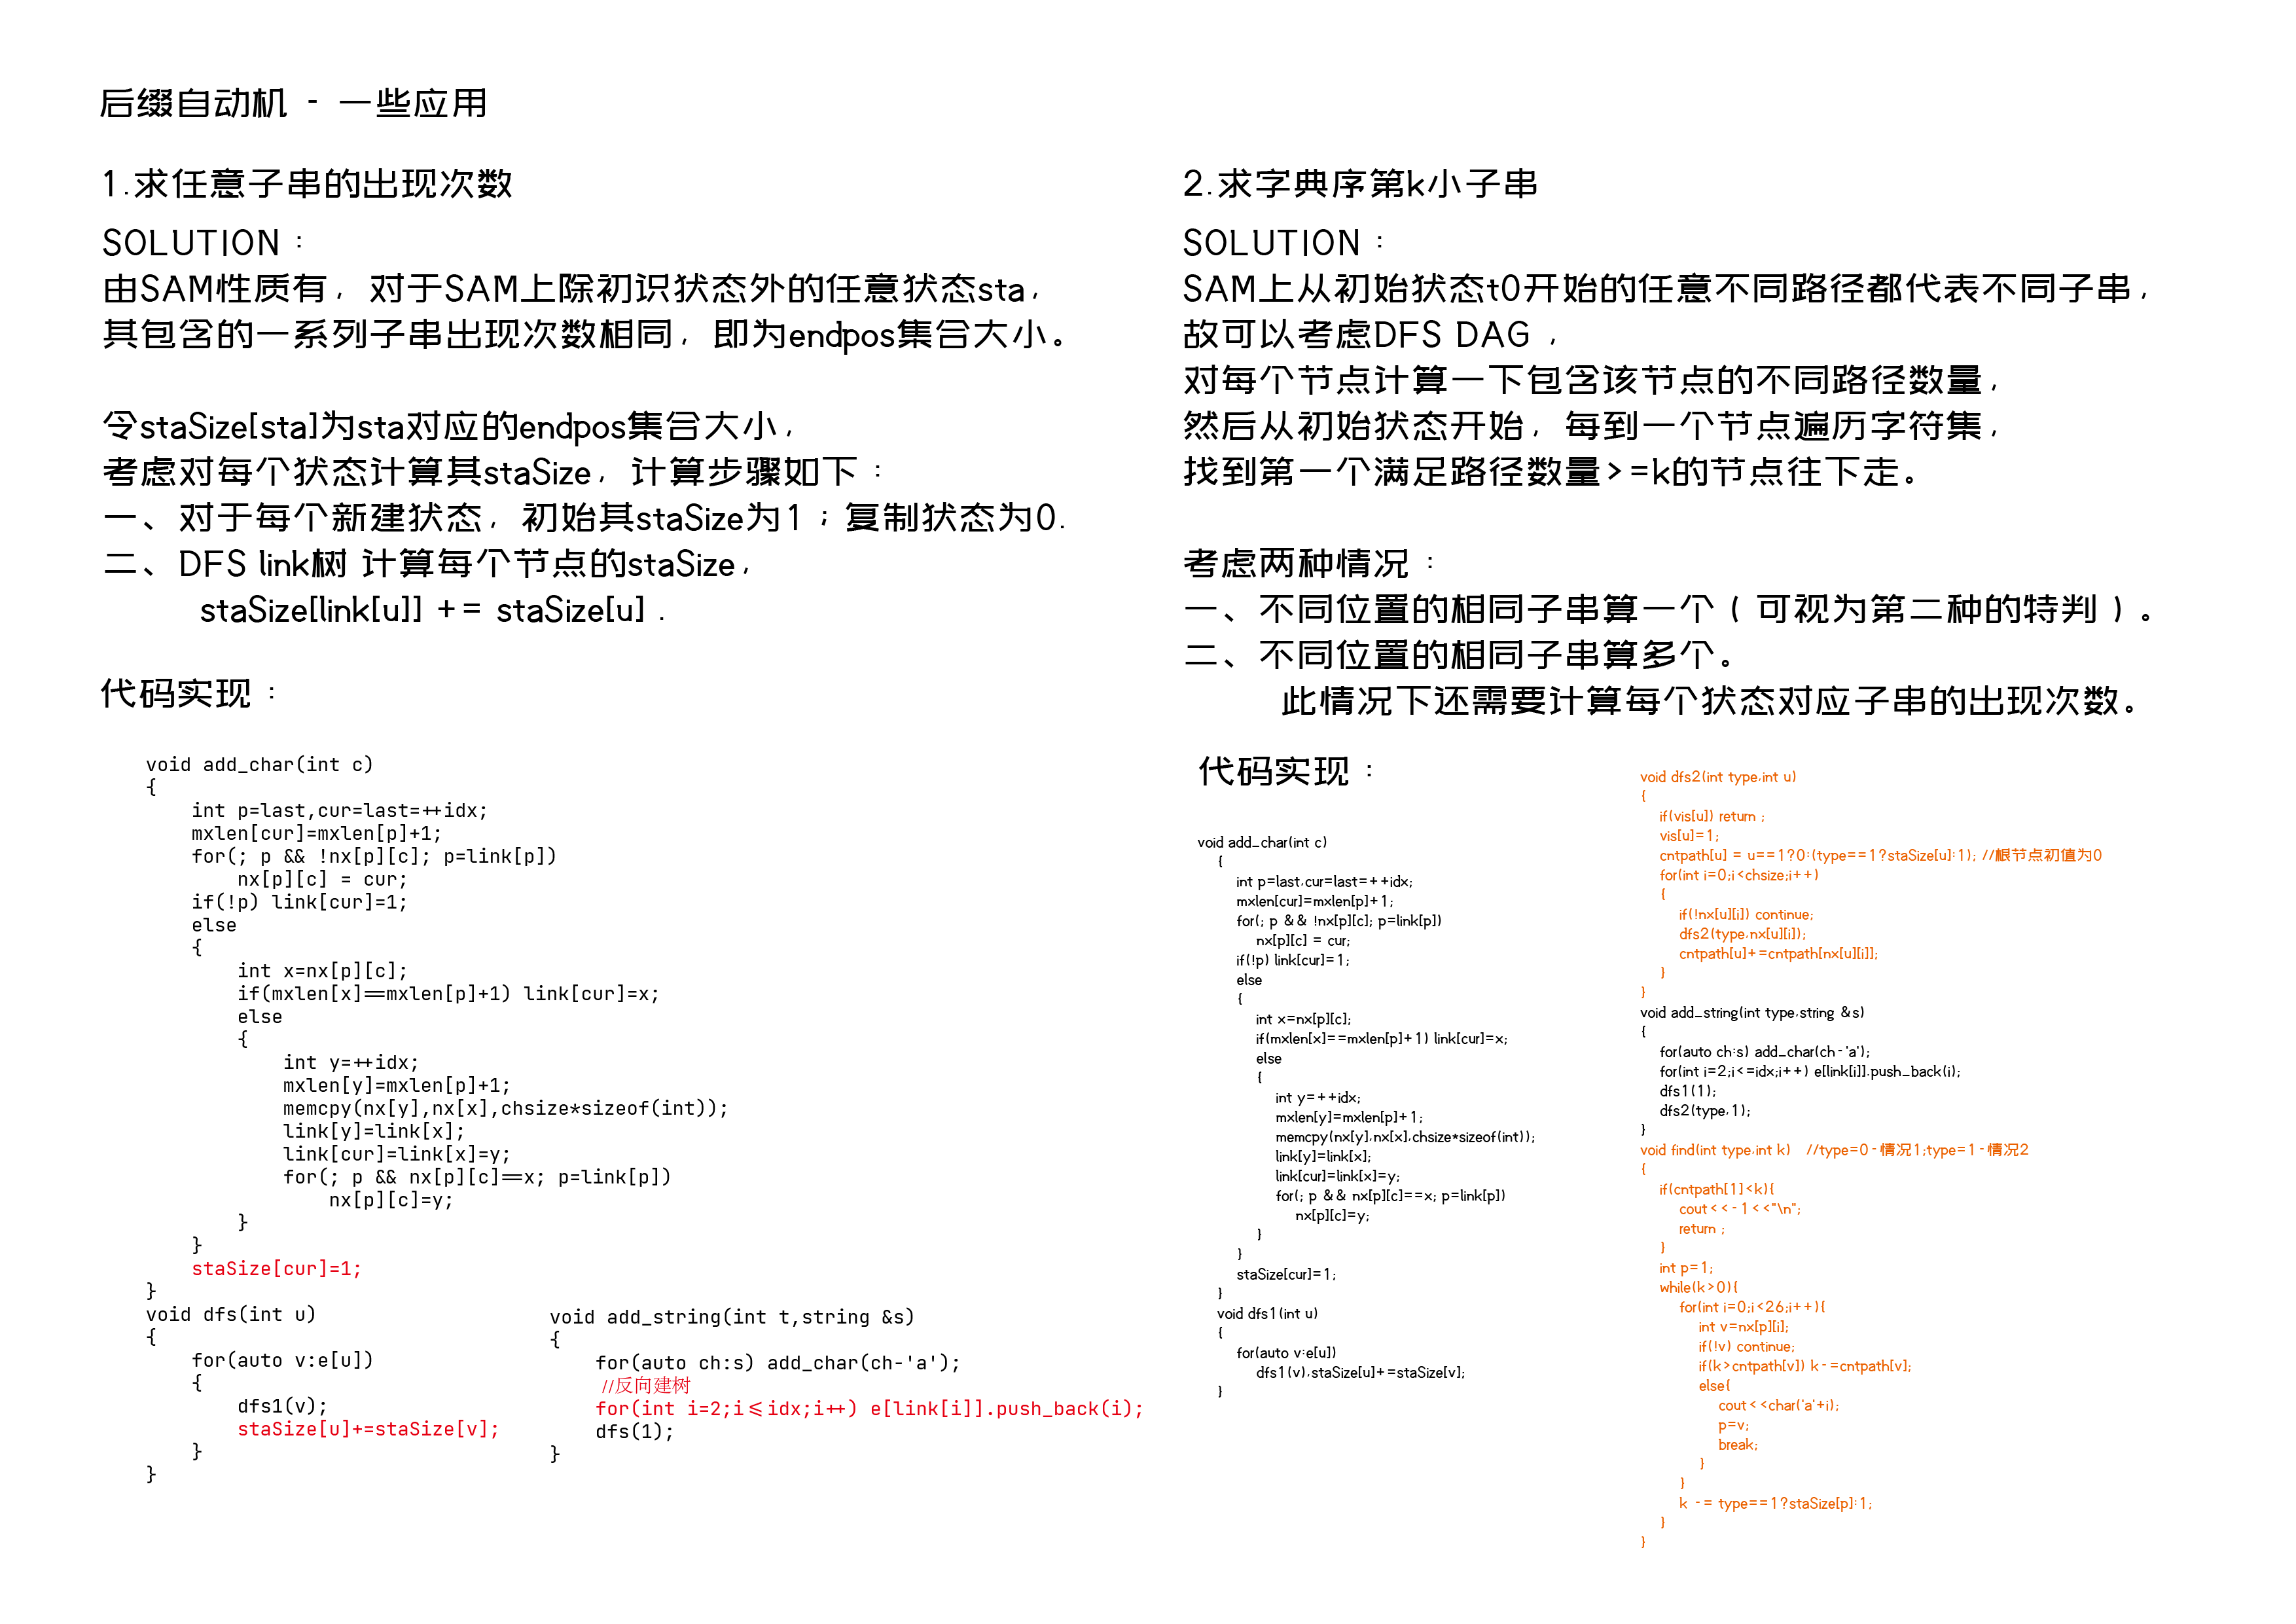 后缀自动机 - 一些应用
1.求任意子串的出现次数
SOLUTION：
由SAM性质有，对于SAM上除初识状态外的任意状态sta，
其包含的一系列子串出现次数相同，即为endpos集合大小。
令staSize[sta]为sta对应的endpos集合大小，
考虑对每个状态计算其staSize，计算步骤如下：
一、对于每个新建状态，初始其staSize为1；复制状态为0.
二、DFS link树 计算每个节点的staSize，
staSize[link[u]] += staSize[u] .
代码实现：
void add_char(int c)
{
    int p=last,cur=last=++idx;
    mxlen[cur]=mxlen[p]+1;
    for(; p && !nx[p][c]; p=link[p])
        nx[p][c] = cur;
    if(!p) link[cur]=1;
    else
    {
        int x=nx[p][c];
        if(mxlen[x]==mxlen[p]+1) link[cur]=x;
        else
        {
            int y=++idx;
            mxlen[y]=mxlen[p]+1;
            memcpy(nx[y],nx[x],chsize*sizeof(int));
            link[y]=link[x];
            link[cur]=link[x]=y;
            for(; p && nx[p][c]==x; p=link[p])
                nx[p][c]=y;
        }
    }
    staSize[cur]=1;
}
void dfs(int u)
{
    for(auto v:e[u])
    {
        dfs1(v);
        staSize[u]+=staSize[v];
    }
}
void add_string(int t,string &s)
{
    for(auto ch:s) add_char(ch-'a');
    //反向建树
    for(int i=2;i<=idx;i++) e[link[i]].push_back(i);
    dfs(1);
}
2.求字典序第k小子串
SOLUTION：
SAM上从初始状态t0开始的任意不同路径都代表不同子串，
故可以考虑DFS DAG ，
对每个节点计算一下包含该节点的不同路径数量，
然后从初始状态开始，每到一个节点遍历字符集，
找到第一个满足路径数量>=k的节点往下走。
考虑两种情况：
一、不同位置的相同子串算一个（可视为第二种的特判）。
二、不同位置的相同子串算多个。
此情况下还需要计算每个状态对应子串的出现次数。
代码实现：
void add_char(int c)
{
    int p=last,cur=last=++idx;
    mxlen[cur]=mxlen[p]+1;
    for(; p && !nx[p][c]; p=link[p])
        nx[p][c] = cur;
    if(!p) link[cur]=1;
    else
    {
        int x=nx[p][c];
        if(mxlen[x]==mxlen[p]+1) link[cur]=x;
        else
        {
            int y=++idx;
            mxlen[y]=mxlen[p]+1;
            memcpy(nx[y],nx[x],chsize*sizeof(int));
            link[y]=link[x];
            link[cur]=link[x]=y;
            for(; p && nx[p][c]==x; p=link[p])
                nx[p][c]=y;
        }
    }
    staSize[cur]=1;
}
void dfs1(int u)
{
    for(auto v:e[u])
        dfs1(v),staSize[u]+=staSize[v];
}
void dfs2(int type,int u)
{
    if(vis[u]) return ;
    vis[u]=1;
    cntpath[u] = u==1?0:(type==1?staSize[u]:1); //根节点初值为0
    for(int i=0;i<chsize;i++)
    {
        if(!nx[u][i]) continue;
        dfs2(type,nx[u][i]);
        cntpath[u]+=cntpath[nx[u][i]];
    }
}
void add_string(int type,string &s)
{
    for(auto ch:s) add_char(ch-'a');
    for(int i=2;i<=idx;i++) e[link[i]].push_back(i);
    dfs1(1);
    dfs2(type,1);
}
void find(int type,int k) //type=0-情况1;type=1-情况2
{
    if(cntpath[1]<k){
        cout<<-1<<"\n";
        return ;
    }
    int p=1;
    while(k>0){
        for(int i=0;i<26;i++){
            int v=nx[p][i];
            if(!v) continue;
            if(k>cntpath[v]) k-=cntpath[v];
            else{
                cout<<char('a'+i);
                p=v;
                break;
            }
        }
        k -= type==1?staSize[p]:1;
    }
}